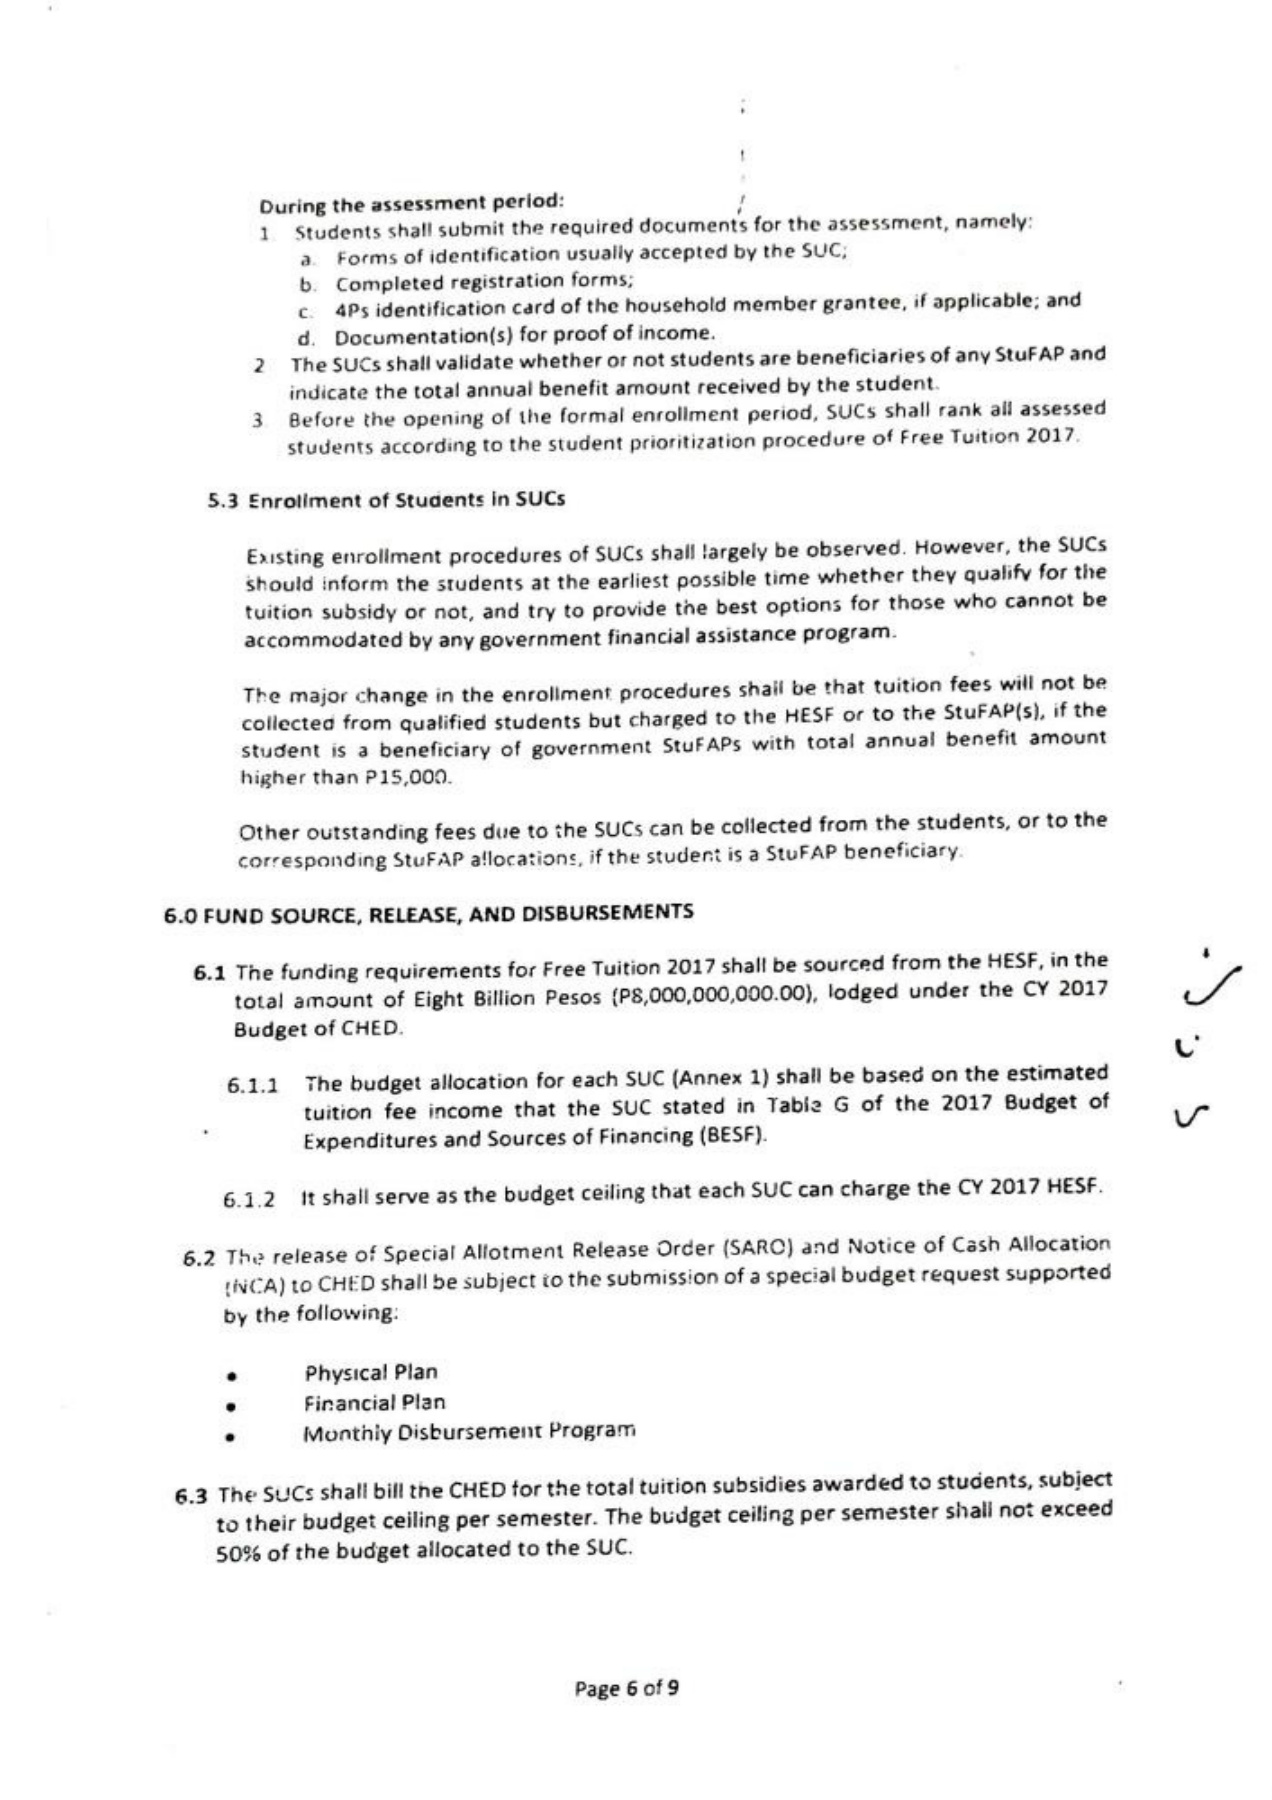 During the assessment period:
1 Students shall submit the required documents for the assessment, namely:
a. Forms of identification usually accepted by the SUC;
b. Completed registration forms;
c. 4Ps identification card of the household member grantee, if applicable; and
d. Documentation(s) for proof of income.
2 The SUCs shall validate whether or not students are beneficiaries of any StuFAP and
indicate the total annual benefit amount received by the student.
3 Before the opening of the formal enrollment period, SUCs shall rank all assessed
students according to the student prioritization procedure of Free Tuition 2017.
5.3 Enrollment of Students in SUCs
Existing enrollment procedures of SUCs shall largely be observed. However, the SUCs
should inform the students at the earliest possible time whether they qualify for the
tuition subsidy or not, and try to provide the best options for those who cannot be
accommodated by any government financial assistance program.
The major change in the enrollment procedures shall be that tuition fees will not be
collected from qualified students but charged to the HESF or to the StuFAP(s), if the
student is a beneficiary of government StuFAPs with total annual benefit amount
higher than P15,000.
Other outstanding fees due to the SUCs can be collected from the students, or to the
corresponding StuFAP allocations, if the student is a StuFAP beneficiary.
6.0 FUND SOURCE, RELEASE, AND DISBURSEMENTS
6.1 The funding requirements for Free Tuition 2017 shall be sourced from the HESF, in the
total amount of Eight Billion Pesos (P8,000,000,000.00), lodged under the CY 2017
Budget of CHED.
6.1.1 The budget allocation for each SUC (Annex 1) shall be based on the estimated
tuition fee income that the SUC stated in Table G of the 2017 Budget of
Expenditures and Sources of Financing (BESF).
6.1.2 It shall serve as the budget ceiling that each SUC can charge the CY 2017 HESF.
6.2 The release of Special Allotment Release Order (SARO) and Notice of Cash Allocation
(NCA) to CHED shall be subject to the submission of a special budget request supported
by the following:
• Physical Plan
• Financial Plan
• Monthly Disbursement Program
6.3 The SUCs shall bill the CHED for the total tuition subsidies awarded to students, subject
to their budget ceiling per semester. The budget ceiling per semester shall not exceed
50% of the budget allocated to the SUC.
Page 6 of 9